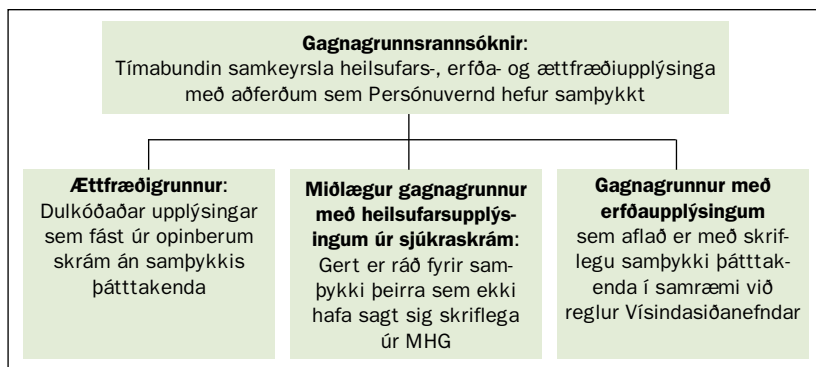 Gagnagrunnsrannsóknir:
Tímabundin samkeyrsla heilsufars-, erfða- og ættfræðiupplýsinga
með aðferðum sem Persónuvernd hefur samþykkt
Ættfræðigrunnur:
Dulkóðaðar upplýsingar
sem fást úr opinberum
skrám án samþykkis
þátttakenda
Miðlægur gagnagrunnur
með heilsufarsupplýs-
ingum úr sjúkraskrám:
Gert er ráð fyrir sam-
þykki þeirra sem ekki
hafa sagt sig skriflega
úr MHG
Gagnagrunnur með
erfðaupplýsingum
sem aflað er með skrif-
legu samþykki þátttak-
enda í samræmi við
reglur Vísindasiðanefndar